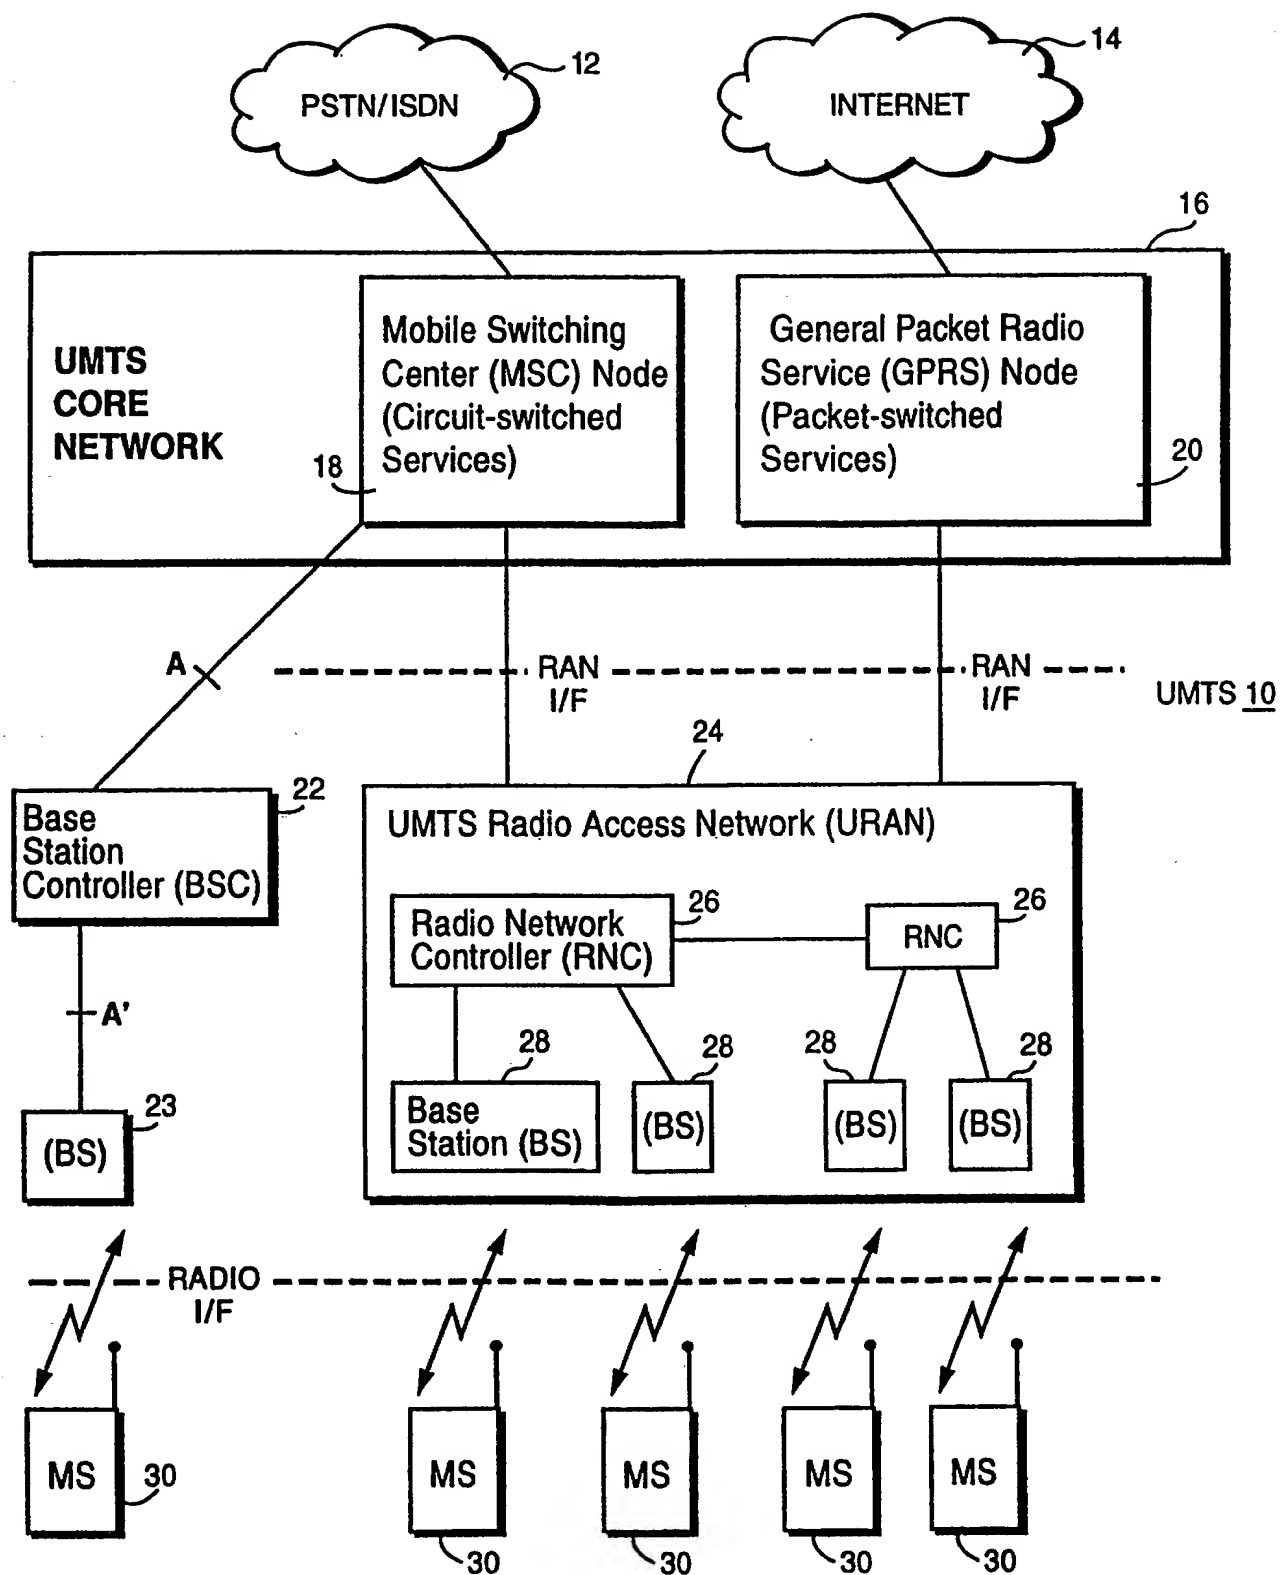 12
14
PSTN/ISDN
INTERNET
16
UMTS
CORE
NETWORK
Mobile Switching
Center (MSC) Node
(Circuit-switched
Services)
18
General Packet Radio
Service (GPRS) Node
(Packet-switched
Services)
20
A
RAN
I/F
RAN
I/F
UMTS 10
24
22
Base
Station
Controller (BSC)
UMTS Radio Access Network (URAN)
Radio Network
Controller (RNC)
26
RNC
26
A'
28
28
28
28
23
(BS)
Base
Station (BS)
(BS)
(BS)
(BS)
RADIO
I/F
MS
30
MS
MS
MS
MS
30
30
30
30